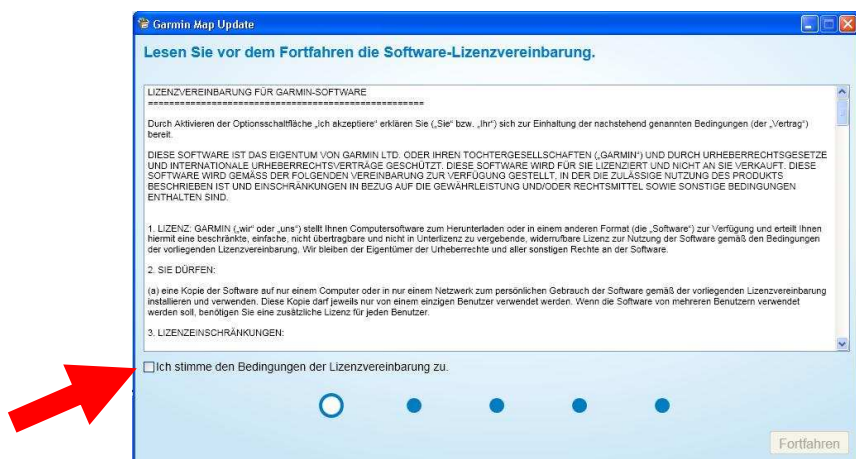 Garmin Map Update
Lesen Sie vor dem Fortfahren die Software-Lizenzvereinbarung.
LIZENZVEREINBARUNG FÜR GARMIN-SOFTWARE
====================================================
Durch Aktivieren der Optionsschaltfläche „Ich akzeptiere“ erklären Sie („Sie“ bzw. „Ihr“) sich zur Einhaltung der nachstehend genannten Bedingungen (der „Vertrag“)
bereit.
DIESE SOFTWARE IST DAS EIGENTUM VON GARMIN LTD. ODER IHREN TOCHTERGESELLSCHAFTEN („GARMIN“) UND DURCH URHEBERRECHTSGESETZE
UND INTERNATIONALE URHEBERRECHTSVERTRÄGE GESCHÜTZT. DIESE SOFTWARE WIRD FÜR SIE LIZENZIERT UND NICHT AN SIE VERKAUFT. DIESE
SOFTWARE WIRD GEMÄSS DER FOLGENDEN VEREINBARUNG ZUR VERFÜGUNG GESTELLT, IN DER DIE ZULÄSSIGE NUTZUNG DES PRODUKTS
BESCHRIEBEN IST UND EINSCHRÄNKUNGEN IN BEZUG AUF DIE GEWÄHRLEISTUNG UND/ODER RECHTSMITTEL SOWIE SONSTIGE BEDINGUNGEN
ENTHALTEN SIND.
1. LIZENZ: GARMIN („wir“ oder „uns“) stellt Ihnen Computersoftware zum Herunterladen oder in einem anderen Format (die „Software“) zur Verfügung und erteilt Ihnen
hiermit eine beschränkte, einfache, nicht übertragbare und nicht in Unterlizenz zu vergebende, widerrufbare Lizenz zur Nutzung der Software gemäß den Bedingungen
der vorliegenden Lizenzvereinbarung. Wir bleiben der Eigentümer der Urheberrechte und aller sonstigen Rechte an der Software.
2. SIE DÜRFEN:
(a) eine Kopie der Software auf nur einem Computer oder in nur einem Netzwerk zum persönlichen Gebrauch der Software gemäß der vorliegenden Lizenzvereinbarung
installieren und verwenden. Diese Kopie darf jeweils nur von einem einzigen Benutzer verwendet werden. Wenn die Software von mehreren Benutzern verwendet
werden soll, benötigen Sie eine zusätzliche Lizenz für jeden Benutzer.
3. LIZENZEINSCHRÄNKUNGEN:
Ich stimme den Bedingungen der Lizenzvereinbarung zu.
Fortfahren